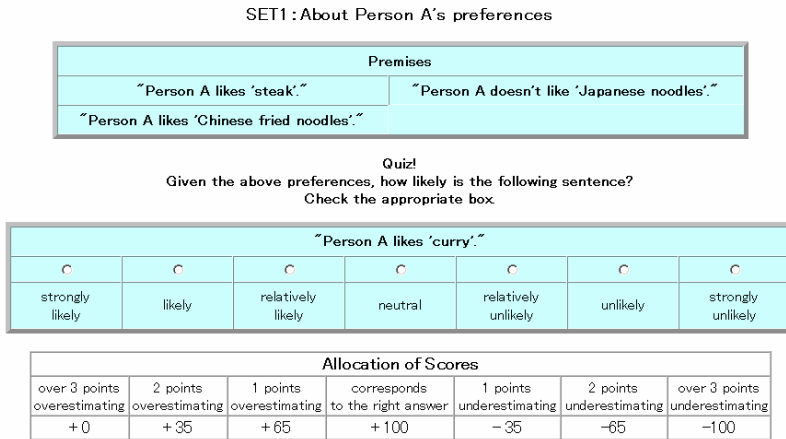 SET1:About Person A's preferences
Premises
"Person A likes 'steak'."
"Person A doesn't like 'Japanese noodles'."
"Person A likes 'Chinese fried noodles'."
Quiz!
Given the above preferences, how likely is the following sentence?
Check the appropriate box.
"Person A likes 'curry'."
strongly likely
likely
relatively likely
neutral
relatively unlikely
unlikely
strongly unlikely
Allocation of Scores
over 3 points overestimating
2 points overestimating
1 points overestimating
corresponds to the right answer
1 points underestimating
2 points underestimating
over 3 points underestimating
+0
+35
+65
+100
-35
-65
-100